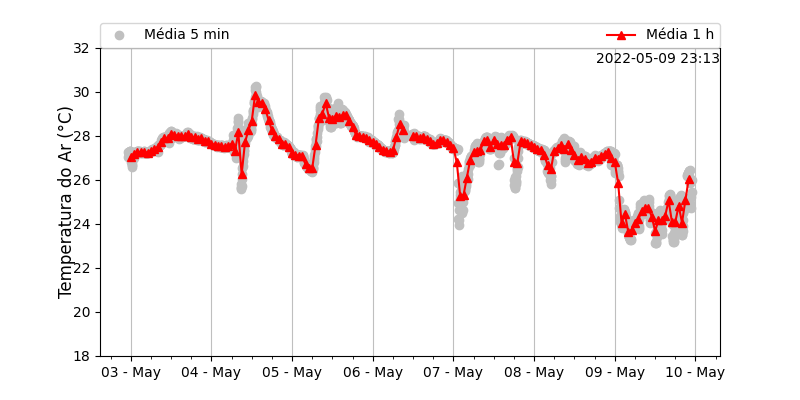 Média 5 min
Média 1 h
2022-05-09 23:13
Temperatura do Ar (°C)
32
30
28
26
24
22
20
18
03 - May
04 - May
05 - May
06 - May
07 - May
08 - May
09 - May
10 - May